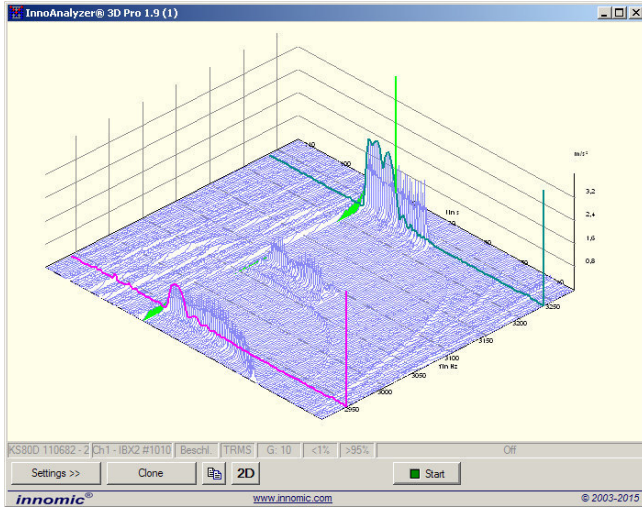 InnoAnalyzer® 3D Pro 1.9 (1)
m/s²
3,2
2,4
1,6
0,8
100
t in s
70
3250
3200
3150
3100
f in Hz
3050
3000
2950
KS80D 110682 - 2 Ch1 - IBX2 #1010 Beschl. TRMS G: 10 <1% >95% Off
Settings >> Clone 2D Start
innomic® www.innomic.com © 2003-2015